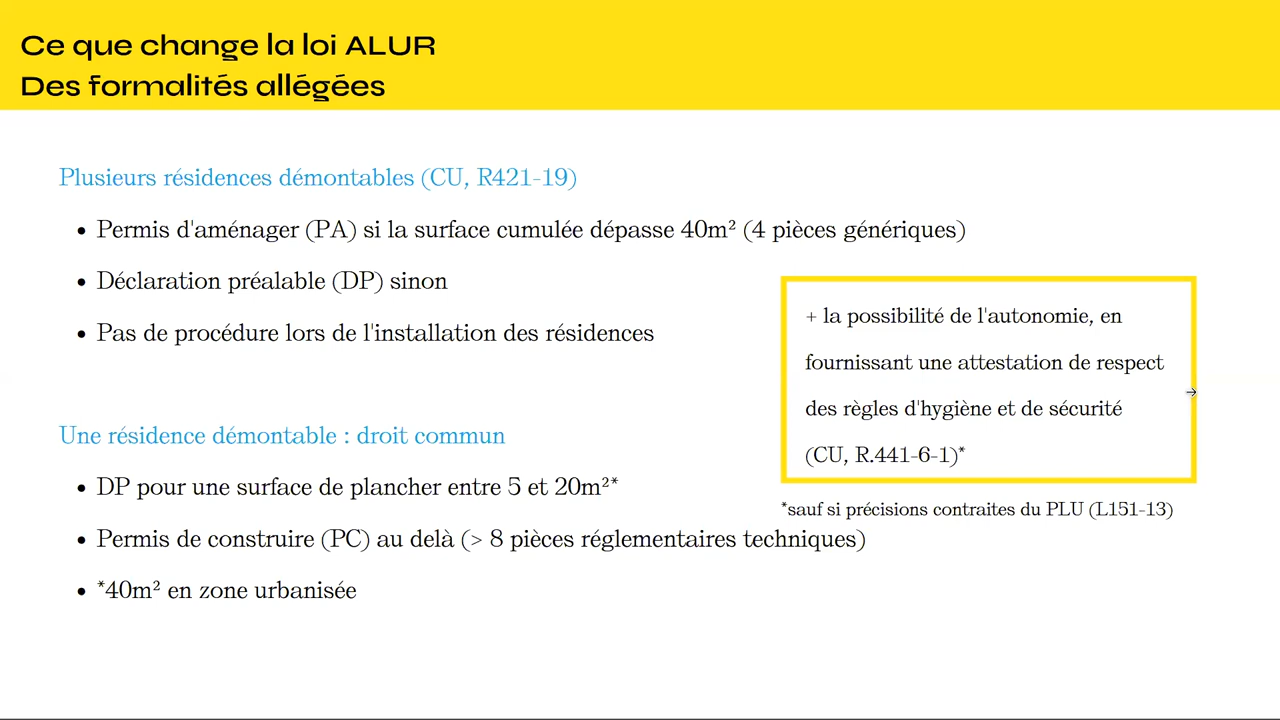 Ce que change la loi ALUR
Des formalités allégées
Plusieurs résidences démontables (CU, R421-19)
• Permis d'aménager (PA) si la surface cumulée dépasse 40m² (4 pièces génériques)
• Déclaration préalable (DP) sinon
• Pas de procédure lors de l'installation des résidences
+ la possibilité de l'autonomie, en
fournissant une attestation de respect
des règles d'hygiène et de sécurité
(CU, R.441-6-1)*
*sauf si précisions contraites du PLU (L151-13)
Une résidence démontable : droit commun
• DP pour une surface de plancher entre 5 et 20m²*
• Permis de construire (PC) au delà (> 8 pièces réglementaires techniques)
• *40m² en zone urbanisée